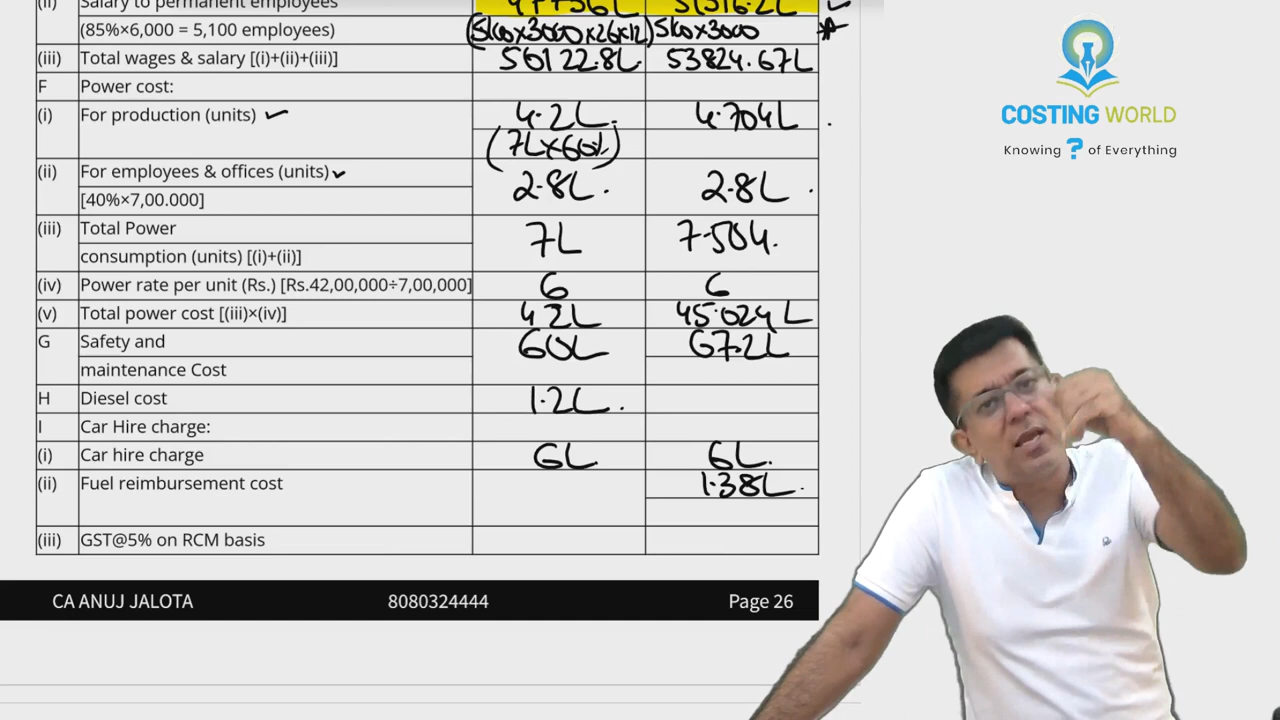 (ii) Salary to permanent employees 477
(85%×6,000 = 5,100 employees) (5100×3000×26×12) 5100×3000
(iii) Total wages & salary [(i)+(ii)+(iii)] 50122.8L 53824.67L
F Power cost:
(i) For production (units) ✓ 4.2L. 4.704L .
(7L×60%)
(ii) For employees & offices (units) ✓ 2.8L. 2.8L .
[40%×7,00.000]
(iii) Total Power 7L 7.504.
consumption (units) [(i)+(ii)]
(iv) Power rate per unit (Rs.) [Rs.42,00,000÷7,00,000] 6 6
(v) Total power cost [(iii)×(iv)] 42L 45.024L
G Safety and 60L 67.2L
maintenance Cost
H Diesel cost 1.2L.
I Car Hire charge:
(i) Car hire charge 6L. 6L.
(ii) Fuel reimbursement cost 1.38L.
(iii) GST@5% on RCM basis
CA ANUJ JALOTA 8080324444 Page 26
COSTING WORLD
Knowing ? of Everything